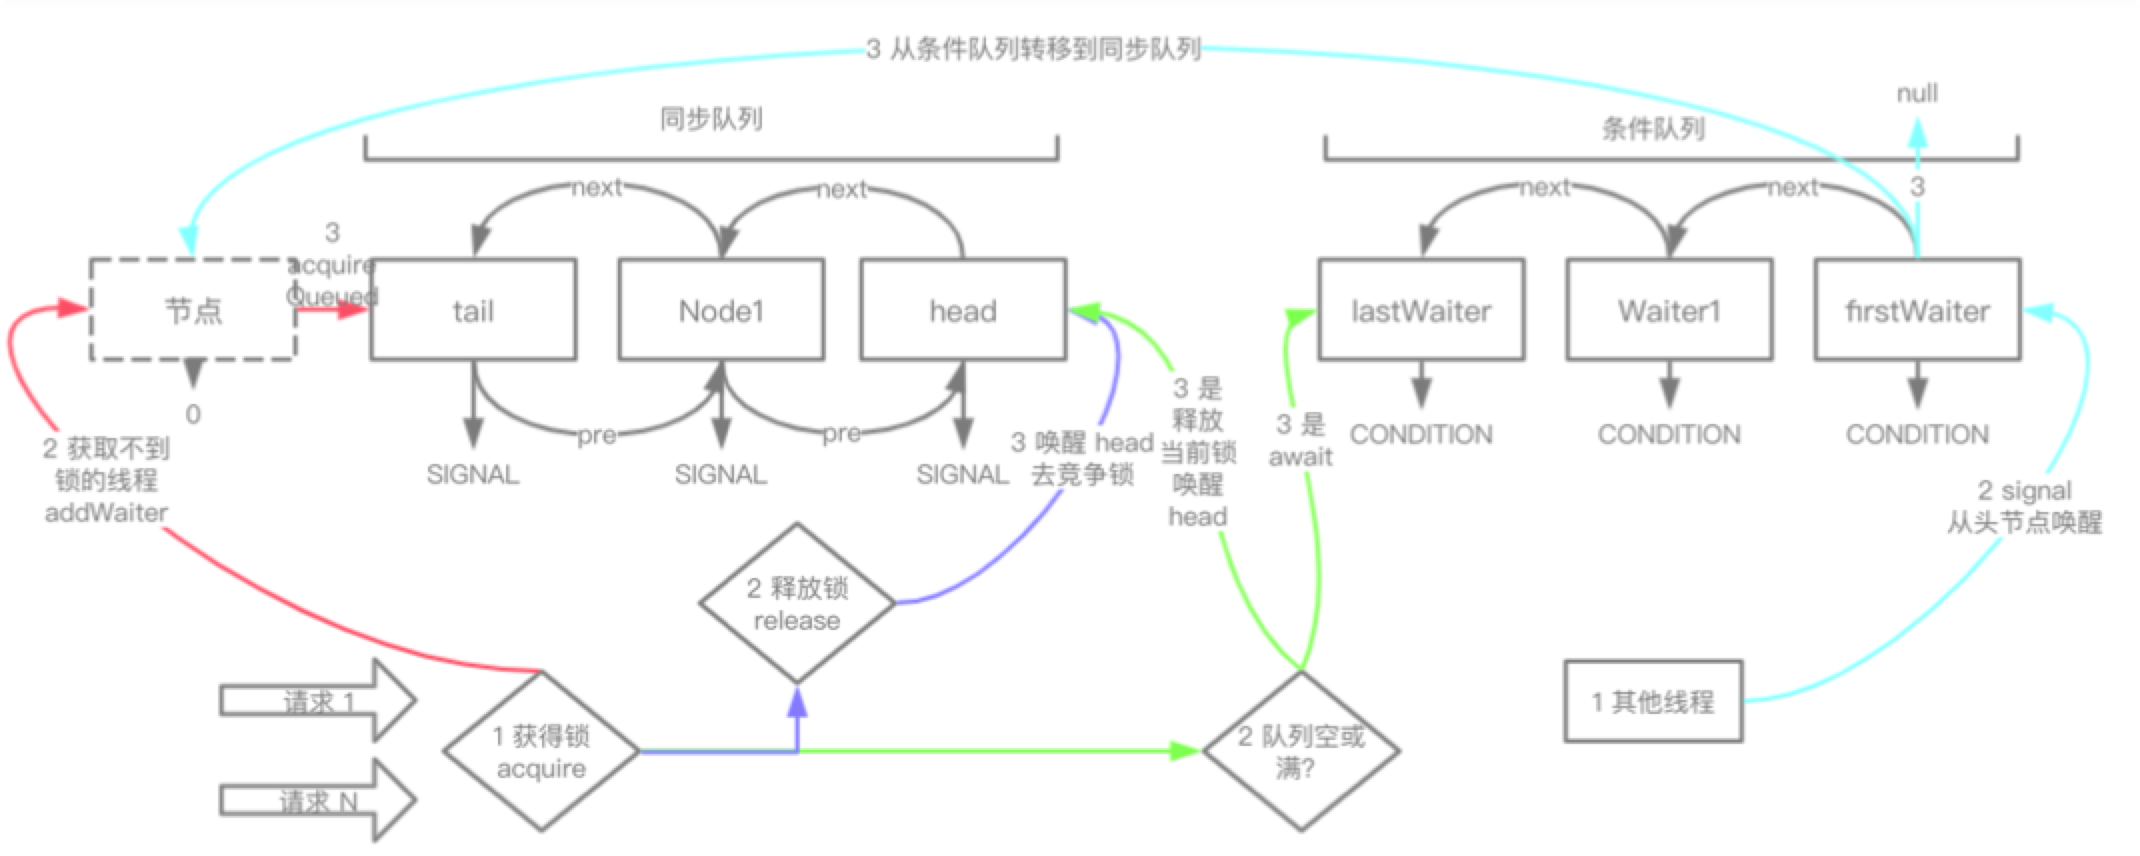 3 从条件队列转移到同步队列
null
同步队列
条件队列
next
next
next
next
3
3
acquire
Queued
节点
tail
Node1
head
lastWaiter
Waiter1
firstWaiter
0
pre
pre
SIGNAL
SIGNAL
SIGNAL
CONDITION
CONDITION
CONDITION
2 获取不到
锁的线程
addWaiter
3 唤醒 head
去竞争锁
3 是
释放
当前锁
唤醒
head
3 是
await
2 signal
从头节点唤醒
2 释放锁
release
请求 1
请求 N
1 获得锁
acquire
2 队列空或
满?
1 其他线程